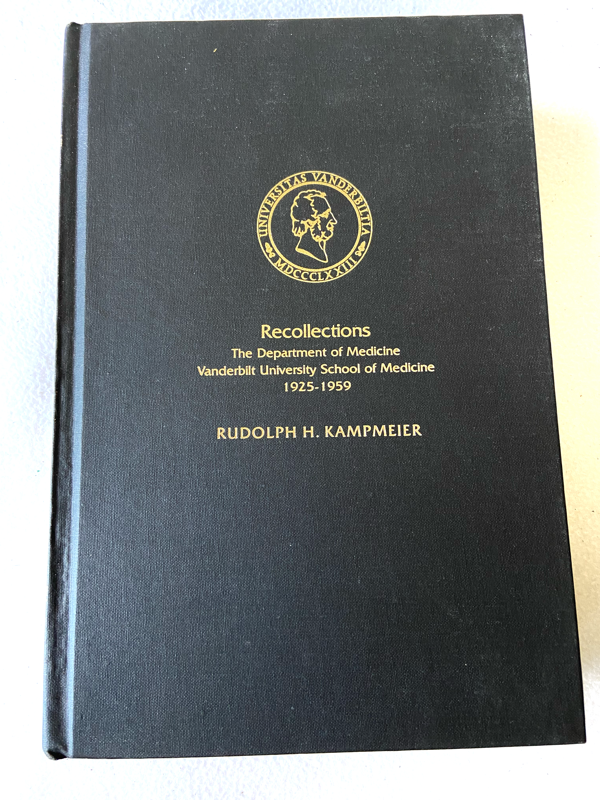 UNIVERSITAS VANDERBILTIA
MDCCCLXXIII
Recollections
The Department of Medicine
Vanderbilt University School of Medicine
1925-1959
RUDOLPH H. KAMPMEIER